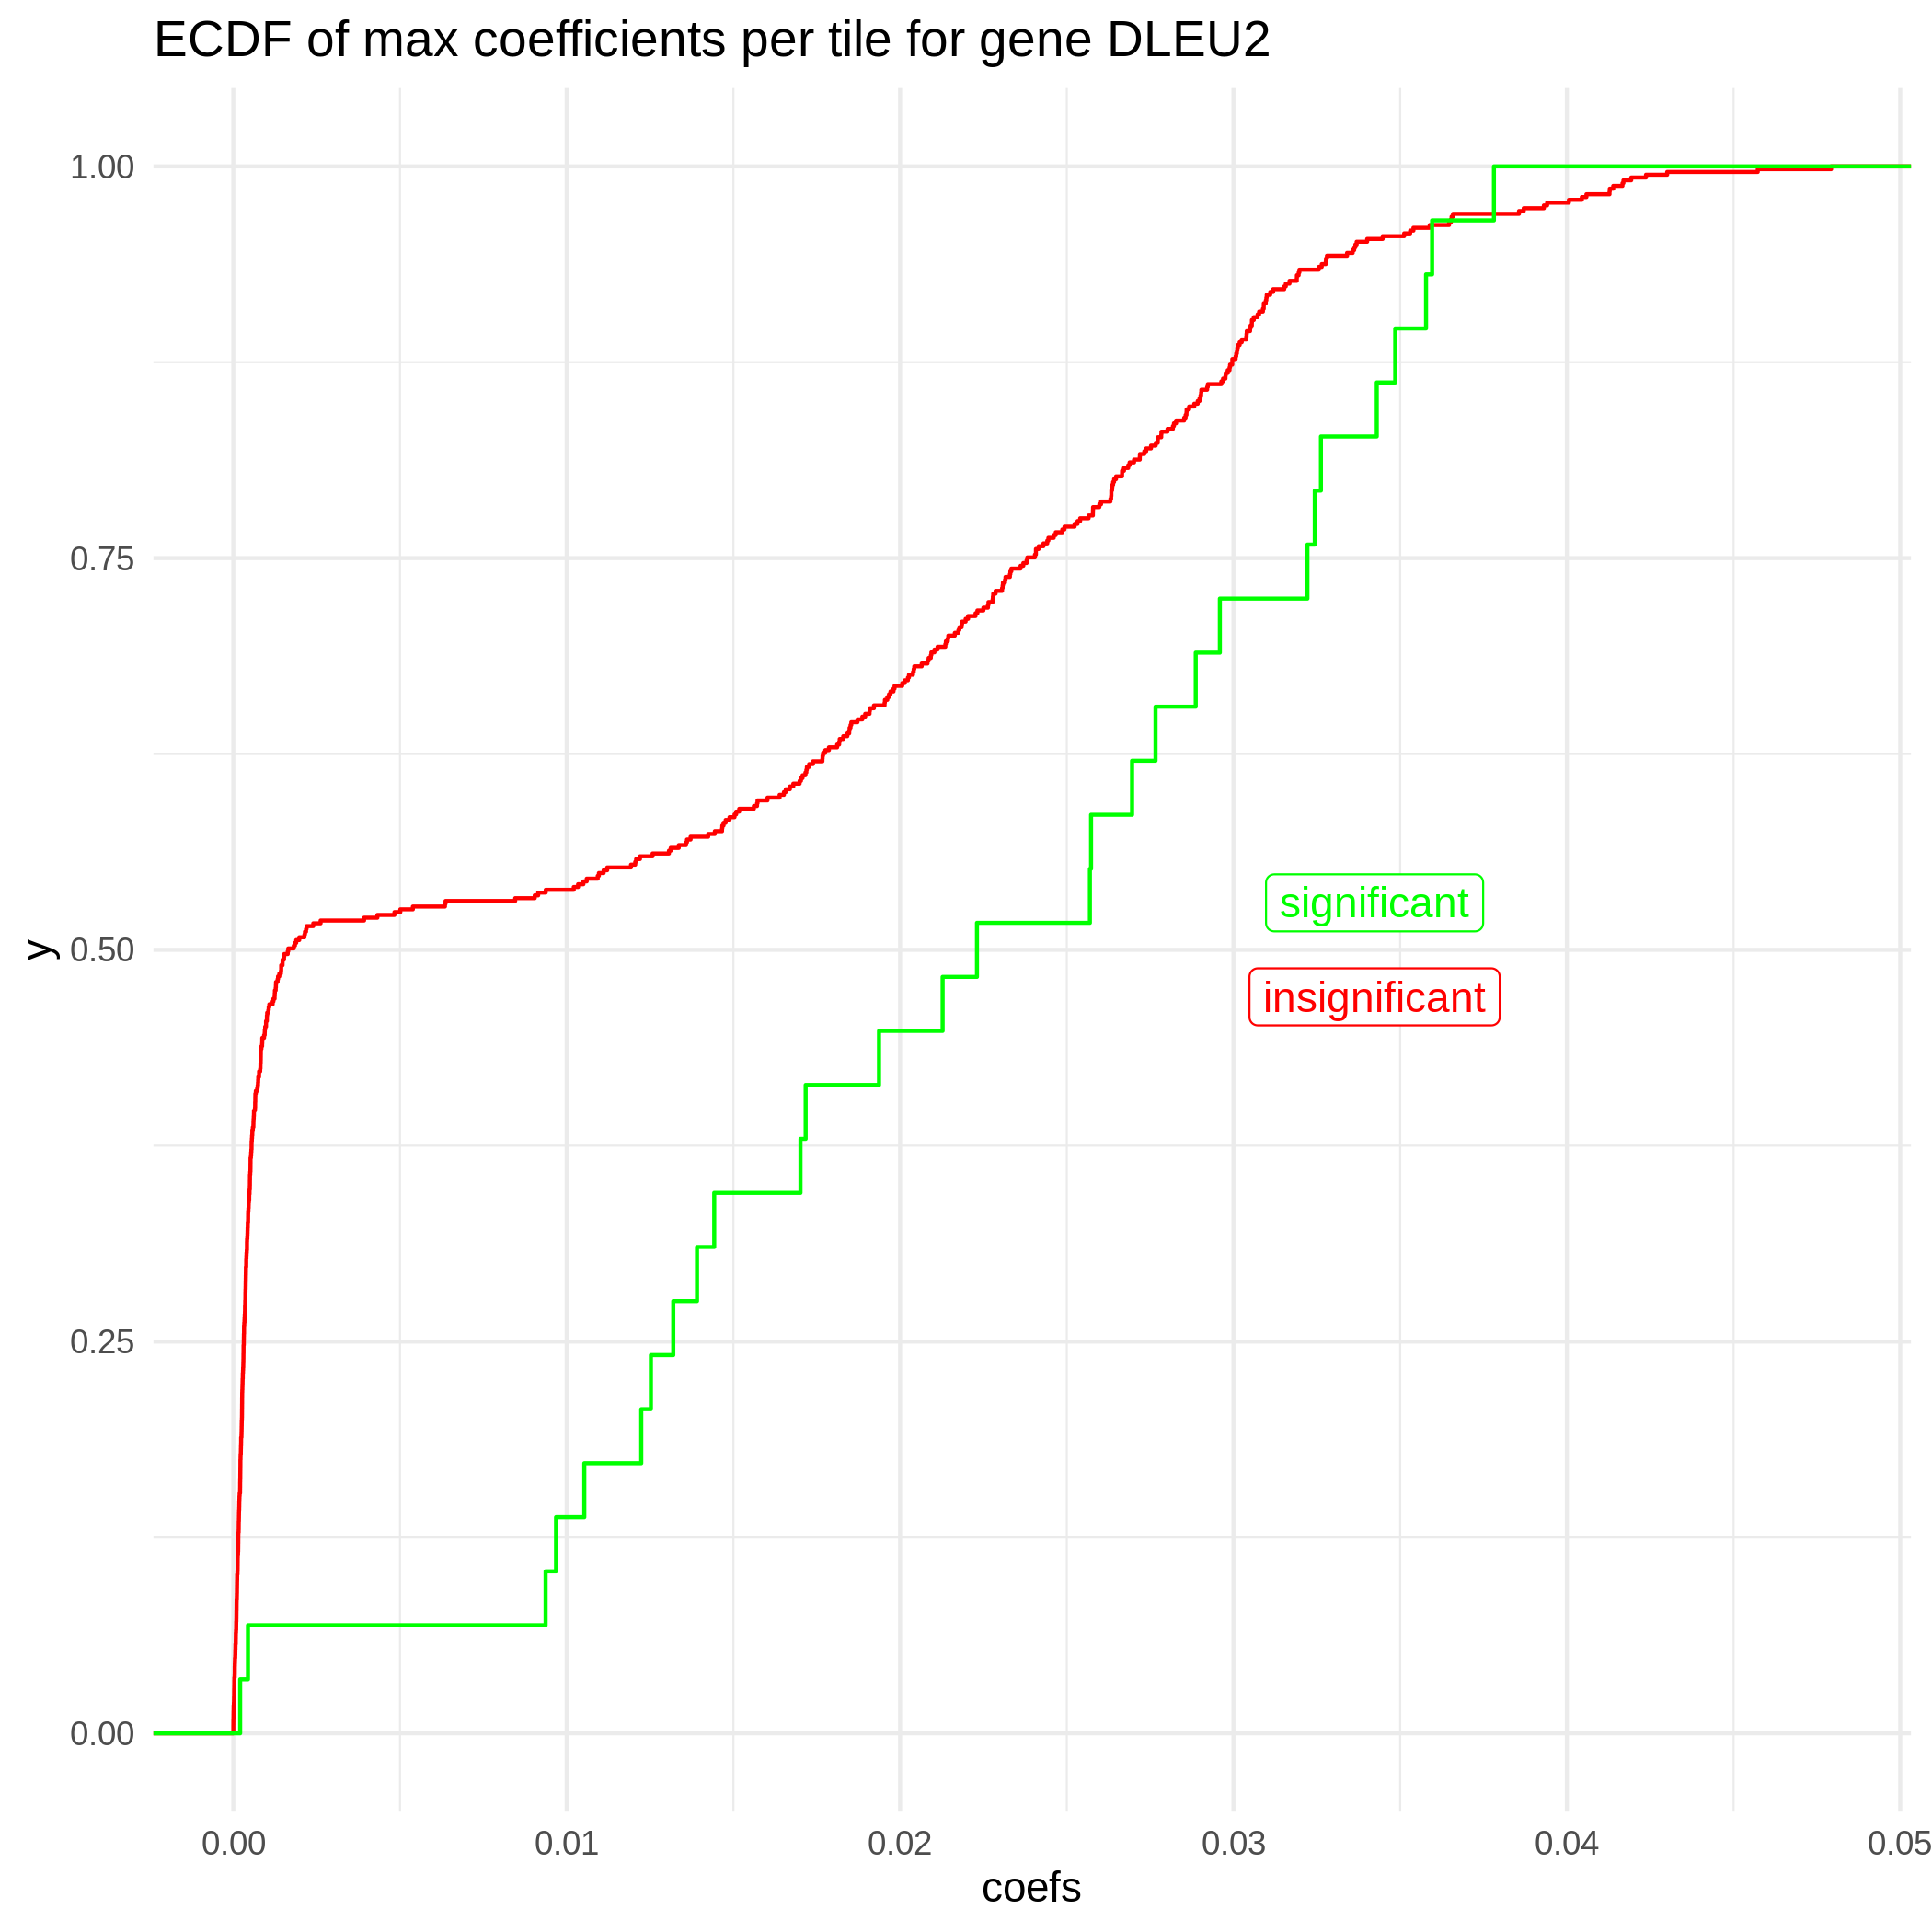 ECDF of max coefficients per tile for gene DLEU2
1.00
0.75
0.50
0.25
0.00
y
significant
insignificant
0.00 0.01 0.02 0.03 0.04 0.05
coefs